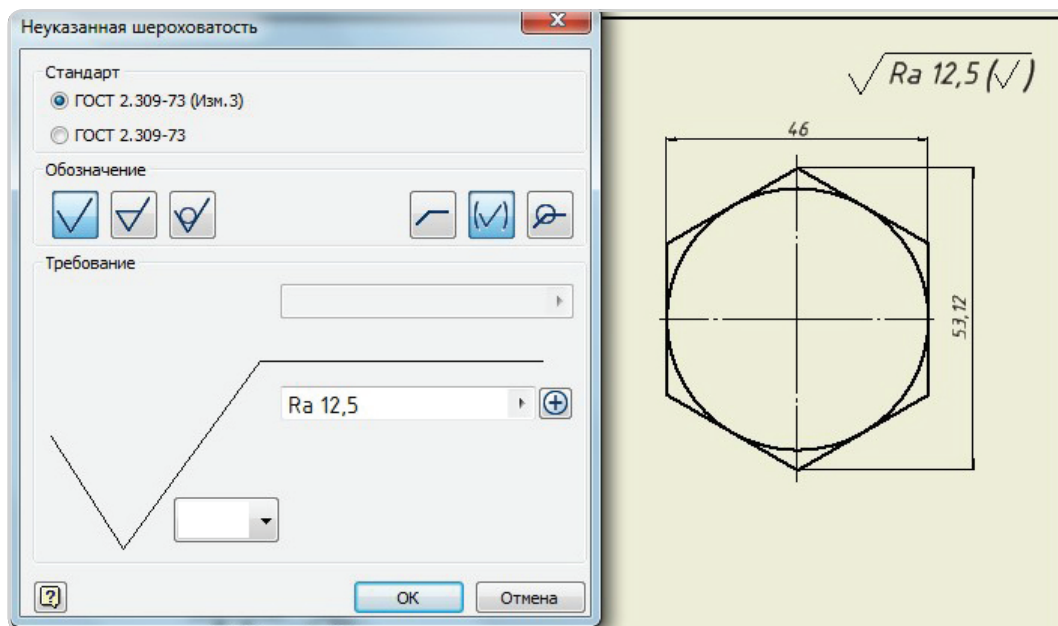 Неуказанная шероховатость
Стандарт
ГОСТ 2.309-73 (Изм.3)
ГОСТ 2.309-73
Обозначение
Требование
Ra 12,5
ОК
Отмена
Ra 12,5 (√)
46
53,12